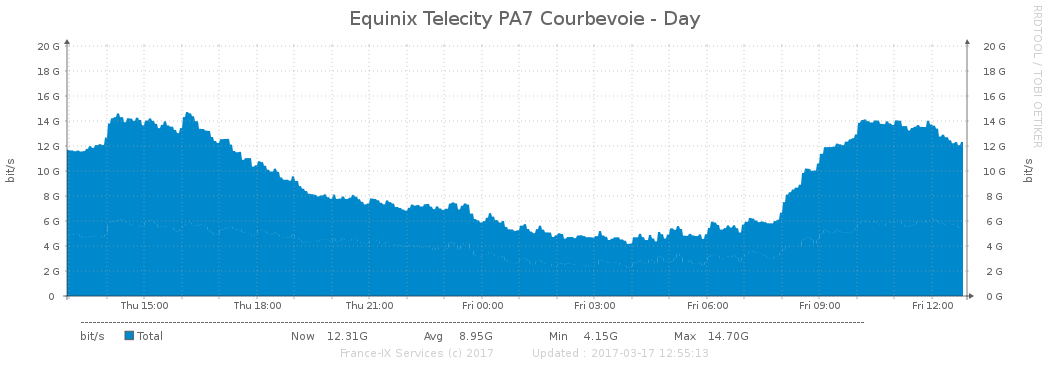 Equinix Telecity PA7 Courbevoie - Day
RRDTOOL / TOBI OETIKER
bit/s
20 G 20 G
18 G 18 G
16 G 16 G
14 G 14 G
12 G 12 G
10 G 10 G
8 G 8 G
6 G 6 G
4 G 4 G
2 G 2 G
0 0 G
bit/s
Thu 15:00 Thu 18:00 Thu 21:00 Fri 00:00 Fri 03:00 Fri 06:00 Fri 09:00 Fri 12:00
bit/s Total Now 12.31G Avg 8.95G Min 4.15G Max 14.70G
France-IX Services (c) 2017 Updated : 2017-03-17 12:55:13